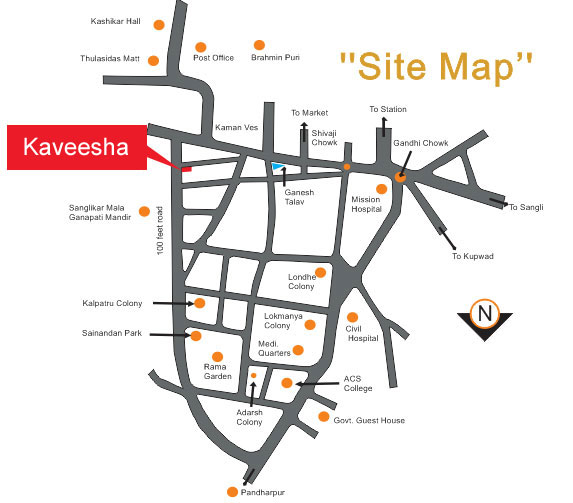 Kashikar Hall
"Site Map"
Post Office
Brahmin Puri
Thulasidas Matt
To Market
To Station
Kaman Ves
Shivaji
Chowk
Gandhi Chowk
Kaveesha
Ganesh
Talav
Mission
Hospital
To Sangli
Sanglikar Mala
Ganapati Mandir
100 feet road
To Kupwad
Londhe
Colony
Kalpatru Colony
Lokmanya
Colony
Civil
Hospital
N
Sainandan Park
Medi.
Quarters
Rama
Garden
ACS
College
Adarsh
Colony
Govt. Guest House
Pandharpur